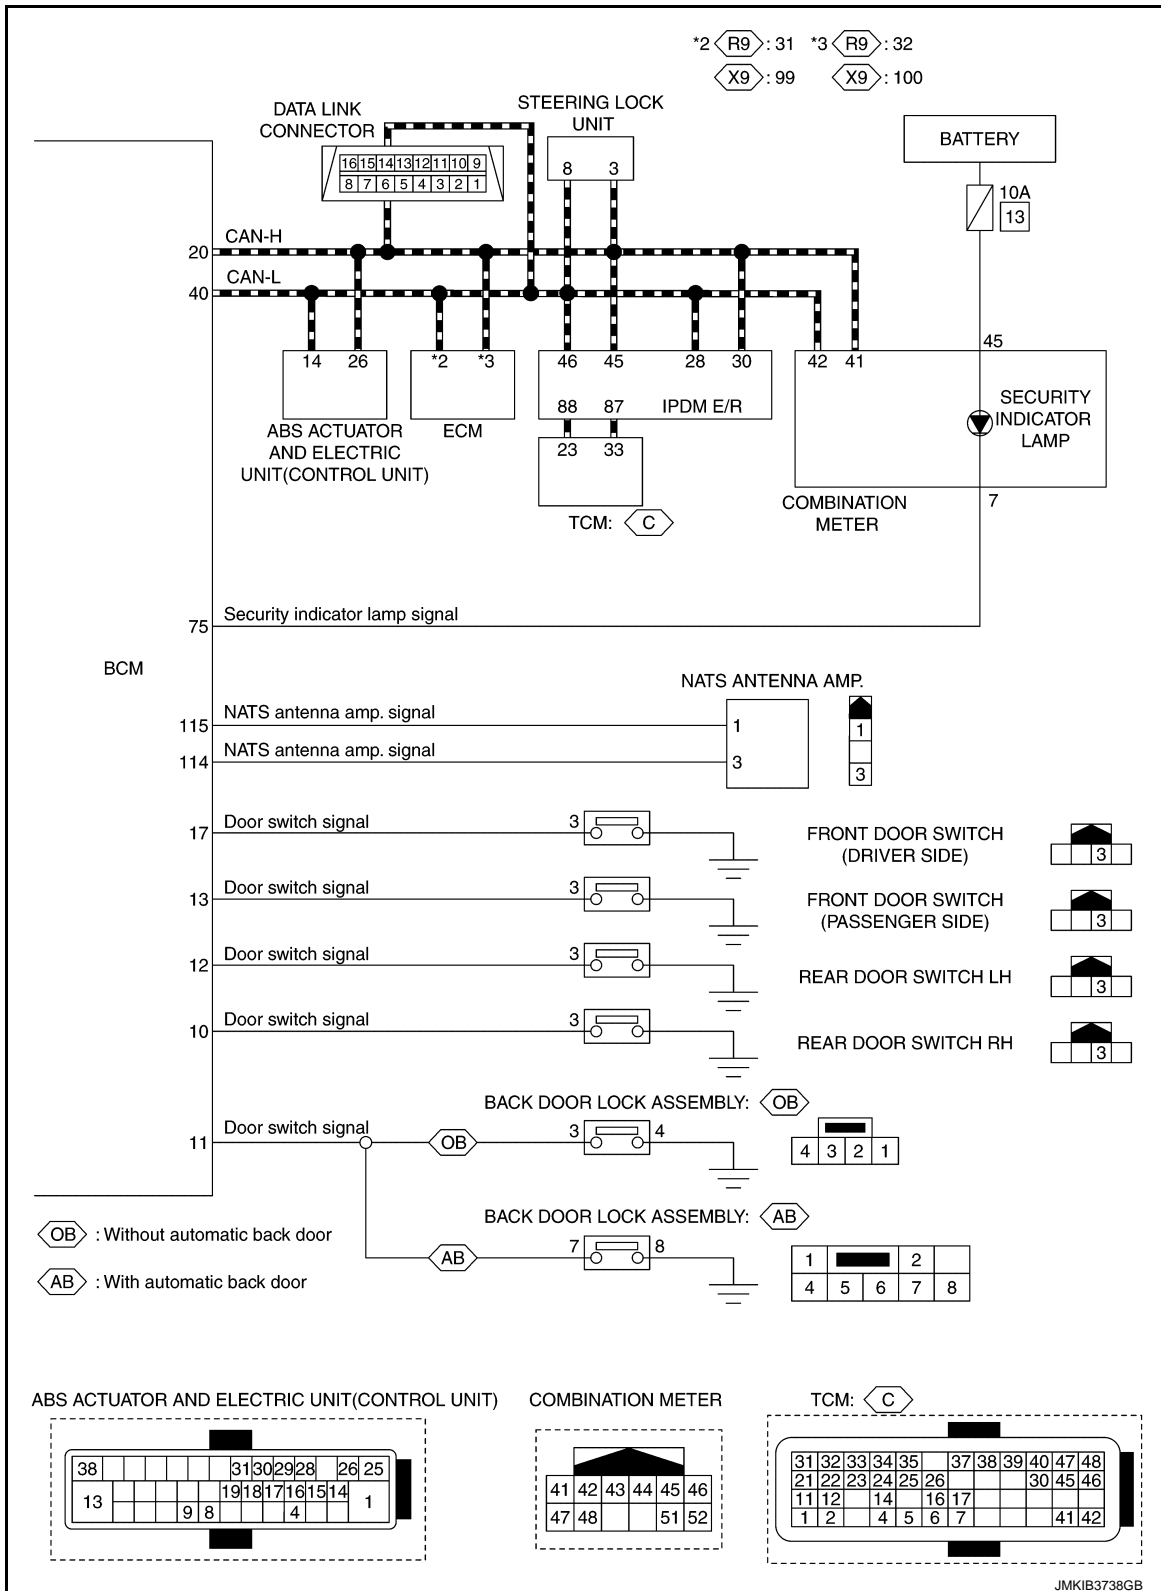 *2 R9 : 31 *3 R9 : 32
X9 : 99 X9 : 100
DATA LINK
CONNECTOR
STEERING LOCK
UNIT
BATTERY
16 15 14 13 12 11 10 9
8 7 6 5 4 3 2 1
8 3
10A
13
20 CAN-H
40 CAN-L
45
14 26 *2 *3 46 45 28 30 42 41
88 87 IPDM E/R
SECURITY
INDICATOR
LAMP
ABS ACTUATOR
AND ELECTRIC
UNIT(CONTROL UNIT)
ECM
23 33
TCM: C
COMBINATION
METER
7
75 Security indicator lamp signal
BCM
NATS ANTENNA AMP.
115 NATS antenna amp. signal 1 1
114 NATS antenna amp. signal 3 3
17 Door switch signal 3 FRONT DOOR SWITCH
(DRIVER SIDE) 3
13 Door switch signal 3 FRONT DOOR SWITCH
(PASSENGER SIDE) 3
12 Door switch signal 3 REAR DOOR SWITCH LH 3
10 Door switch signal 3 REAR DOOR SWITCH RH 3
BACK DOOR LOCK ASSEMBLY: OB
11 Door switch signal OB 3 4
4 3 2 1
BACK DOOR LOCK ASSEMBLY: AB
OB : Without automatic back door
AB 7 8
1 2
4 5 6 7 8
AB : With automatic back door
ABS ACTUATOR AND ELECTRIC UNIT(CONTROL UNIT)
38 31 30 29 28 26 25
13 19 18 17 16 15 14 1
9 8 4
COMBINATION METER
41 42 43 44 45 46
47 48 51 52
TCM: C
31 32 33 34 35 37 38 39 40 47 48
21 22 23 24 25 26 30 45 46
11 12 14 16 17
1 2 4 5 6 7 41 42
JMKIB3738GB